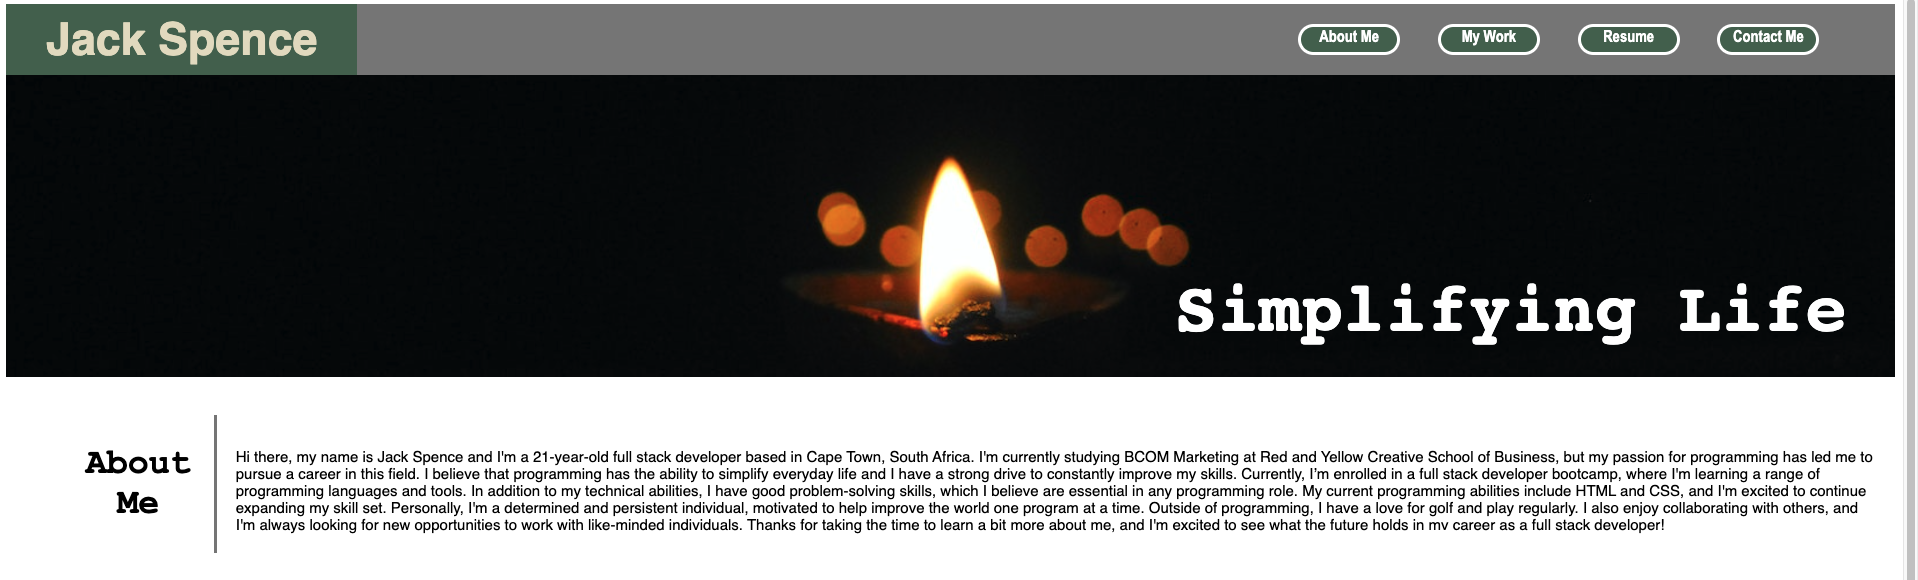 Jack Spence
About Me
My Work
Resume
Contact Me
Simplifying Life
About
Me
Hi there, my name is Jack Spence and I'm a 21-year-old full stack developer based in Cape Town, South Africa. I'm currently studying BCOM Marketing at Red and Yellow Creative School of Business, but my passion for programming has led me to
pursue a career in this field. I believe that programming has the ability to simplify everyday life and I have a strong drive to constantly improve my skills. Currently, I'm enrolled in a full stack developer bootcamp, where I'm learning a range of
programming languages and tools. In addition to my technical abilities, I have good problem-solving skills, which I believe are essential in any programming role. My current programming abilities include HTML and CSS, and I'm excited to continue
expanding my skill set. Personally, I'm a determined and persistent individual, motivated to help improve the world one program at a time. Outside of programming, I have a love for golf and play regularly. I also enjoy collaborating with others, and
I'm always looking for new opportunities to work with like-minded individuals. Thanks for taking the time to learn a bit more about me, and I'm excited to see what the future holds in my career as a full stack developer!